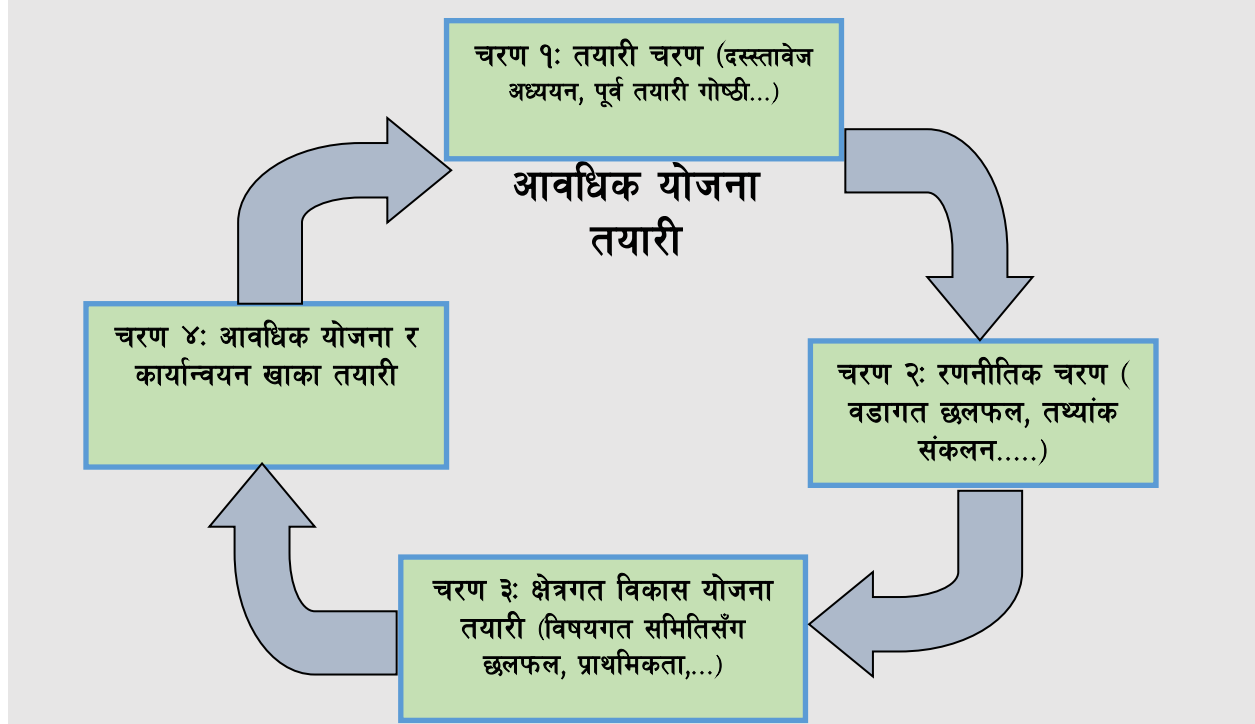 चरण १: तयारी चरण (दस्स्तावेज
अध्ययन, पूर्व तयारी गोष्ठी...)
आवधिक योजना
तयारी
चरण २: रणनीतिक चरण (
वडागत छलफल, तथ्यांक
संकलन.....)
चरण ३: क्षेत्रगत विकास योजना
तयारी (विषयगत समितिसँग
छलफल, प्राथमिकता,...)
चरण ४: आवधिक योजना र
कार्यान्वयन खाका तयारी